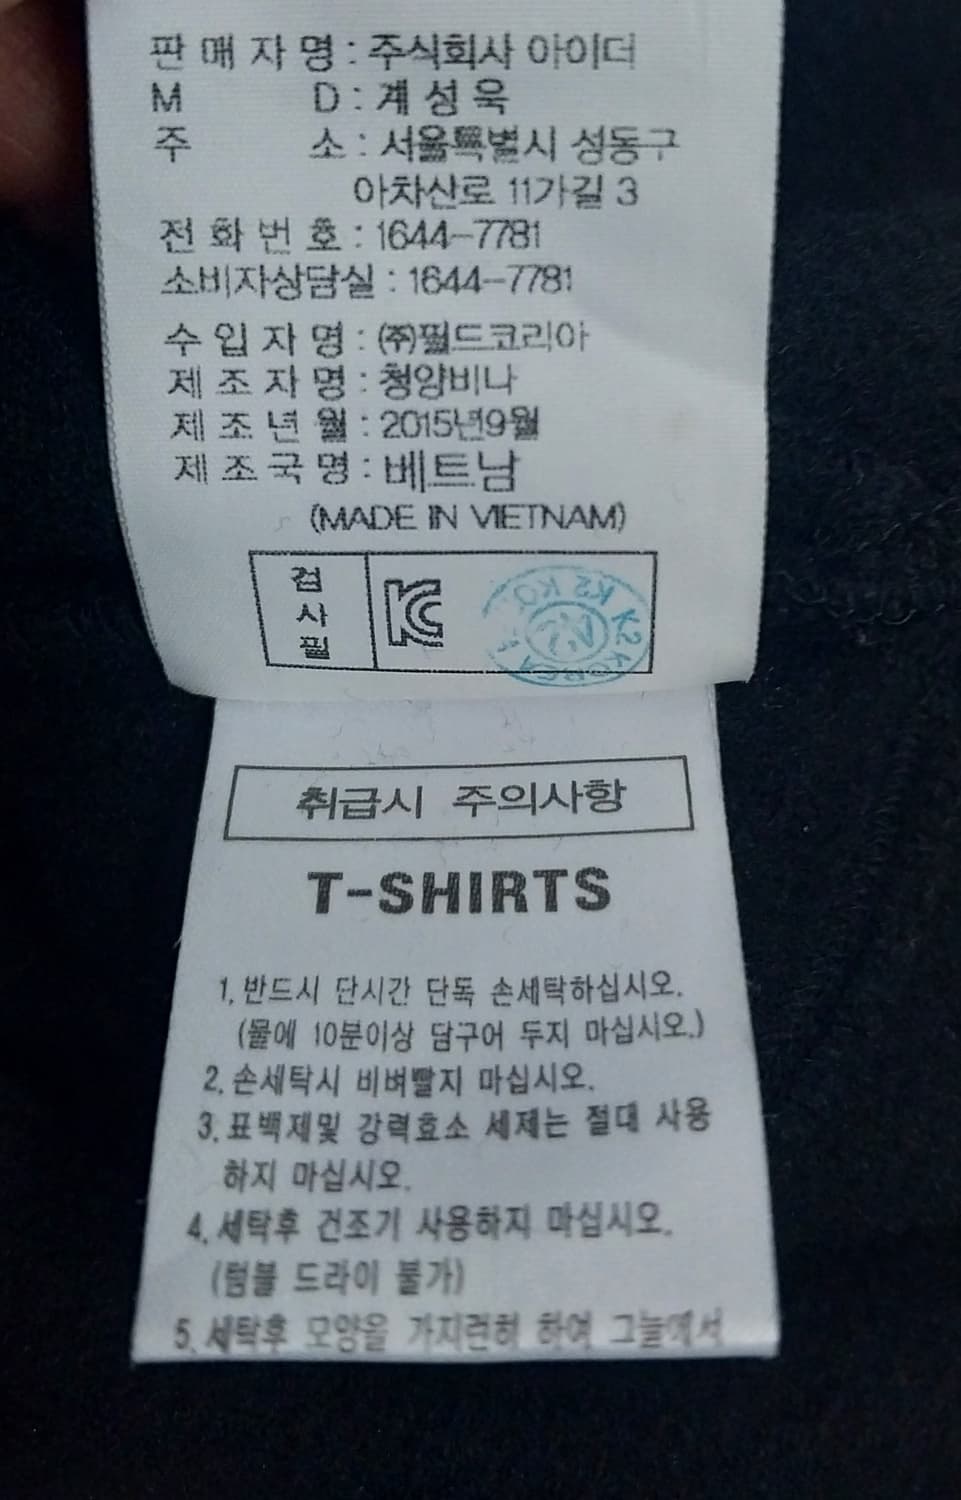 판 매 자 명 : 주식회사 아이더
M D : 계 성 욱
주 소 : 서울특별시 성동구
아차산로 11가길 3
전 화 번 호 : 1644-7781
소비자상담실 : 1644-7781
수 입 자 명 : (주)필드코리아
제 조 자 명 : 청양비나
제 조 년 월 : 2015년9월
제 조 국 명 : 베트남
(MADE IN VIETNAM)
검
사
필
KC
K2 KOREA
취급시 주의사항
T-SHIRTS
1. 반드시 단시간 단독 손세탁하십시오.
(물에 10분이상 담구어 두지 마십시오.)
2. 손세탁시 비벼빨지 마십시오.
3. 표백제및 강력효소 세제는 절대 사용
하지 마십시오.
4. 세탁후 건조기 사용하지 마십시오.
(텀블 드라이 불가)
5. 세탁후 모양을 가지런히 하여 그늘에서